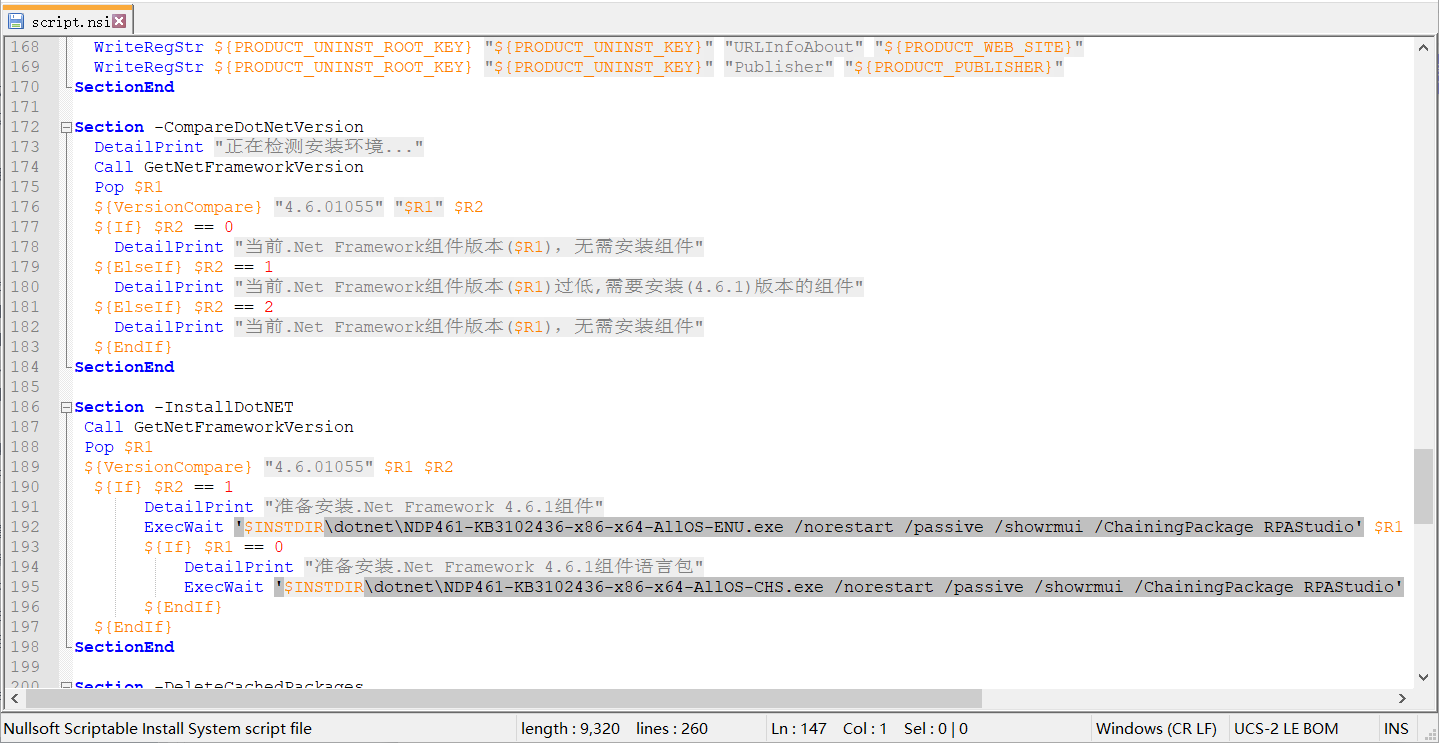 script.nsi
168 WriteRegStr ${PRODUCT_UNINST_ROOT_KEY} "${PRODUCT_UNINST_KEY}" "URLInfoAbout" "${PRODUCT_WEB_SITE}"
169 WriteRegStr ${PRODUCT_UNINST_ROOT_KEY} "${PRODUCT_UNINST_KEY}" "Publisher" "${PRODUCT_PUBLISHER}"
170 SectionEnd
171
172 Section -CompareDotNetVersion
173 DetailPrint "正在检测安装环境..."
174 Call GetNetFrameworkVersion
175 Pop $R1
176 ${VersionCompare} "4.6.01055" "$R1" $R2
177 ${If} $R2 == 0
178 DetailPrint "当前.Net Framework组件版本($R1)，无需安装组件"
179 ${ElseIf} $R2 == 1
180 DetailPrint "当前.Net Framework组件版本($R1)过低,需要安装(4.6.1)版本的组件"
181 ${ElseIf} $R2 == 2
182 DetailPrint "当前.Net Framework组件版本($R1)，无需安装组件"
183 ${EndIf}
184 SectionEnd
185
186 Section -InstallDotNET
187 Call GetNetFrameworkVersion
188 Pop $R1
189 ${VersionCompare} "4.6.01055" $R1 $R2
190 ${If} $R2 == 1
191 DetailPrint "准备安装.Net Framework 4.6.1组件"
192 ExecWait '$INSTDIR\dotnet\NDP461-KB3102436-x86-x64-AllOS-ENU.exe /norestart /passive /showrmui /ChainingPackage RPAStudio' $R1
193 ${If} $R1 == 0
194 DetailPrint "准备安装.Net Framework 4.6.1组件语言包"
195 ExecWait '$INSTDIR\dotnet\NDP461-KB3102436-x86-x64-AllOS-CHS.exe /norestart /passive /showrmui /ChainingPackage RPAStudio'
196 ${EndIf}
197 ${EndIf}
198 SectionEnd
199
200 Section -DeleteCachedPackages
Nullsoft Scriptable Install System script file length : 9,320 lines : 260 Ln : 147 Col : 1 Sel : 0 | 0 Windows (CR LF) UCS-2 LE BOM INS